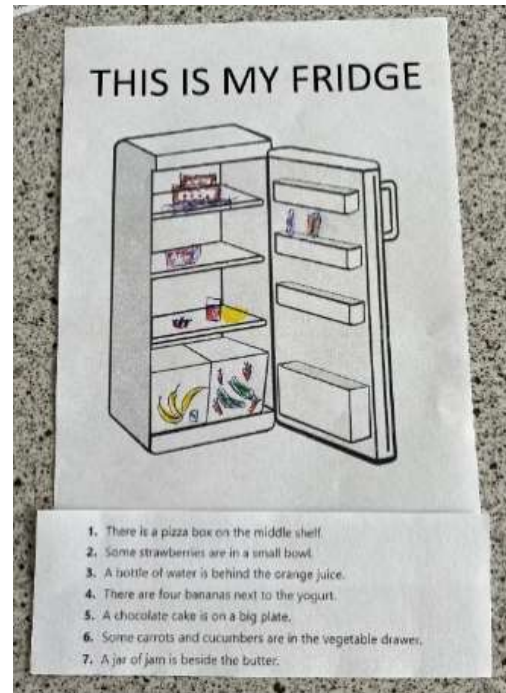 THIS IS MY FRIDGE
1. There is a pizza box on the middle shelf.
2. Some strawberries are in a small bowl.
3. A bottle of water is behind the orange juice.
4. There are four bananas next to the yogurt.
5. A chocolate cake is on a big plate.
6. Some carrots and cucumbers are in the vegetable drawer.
7. A jar of jam is beside the butter.